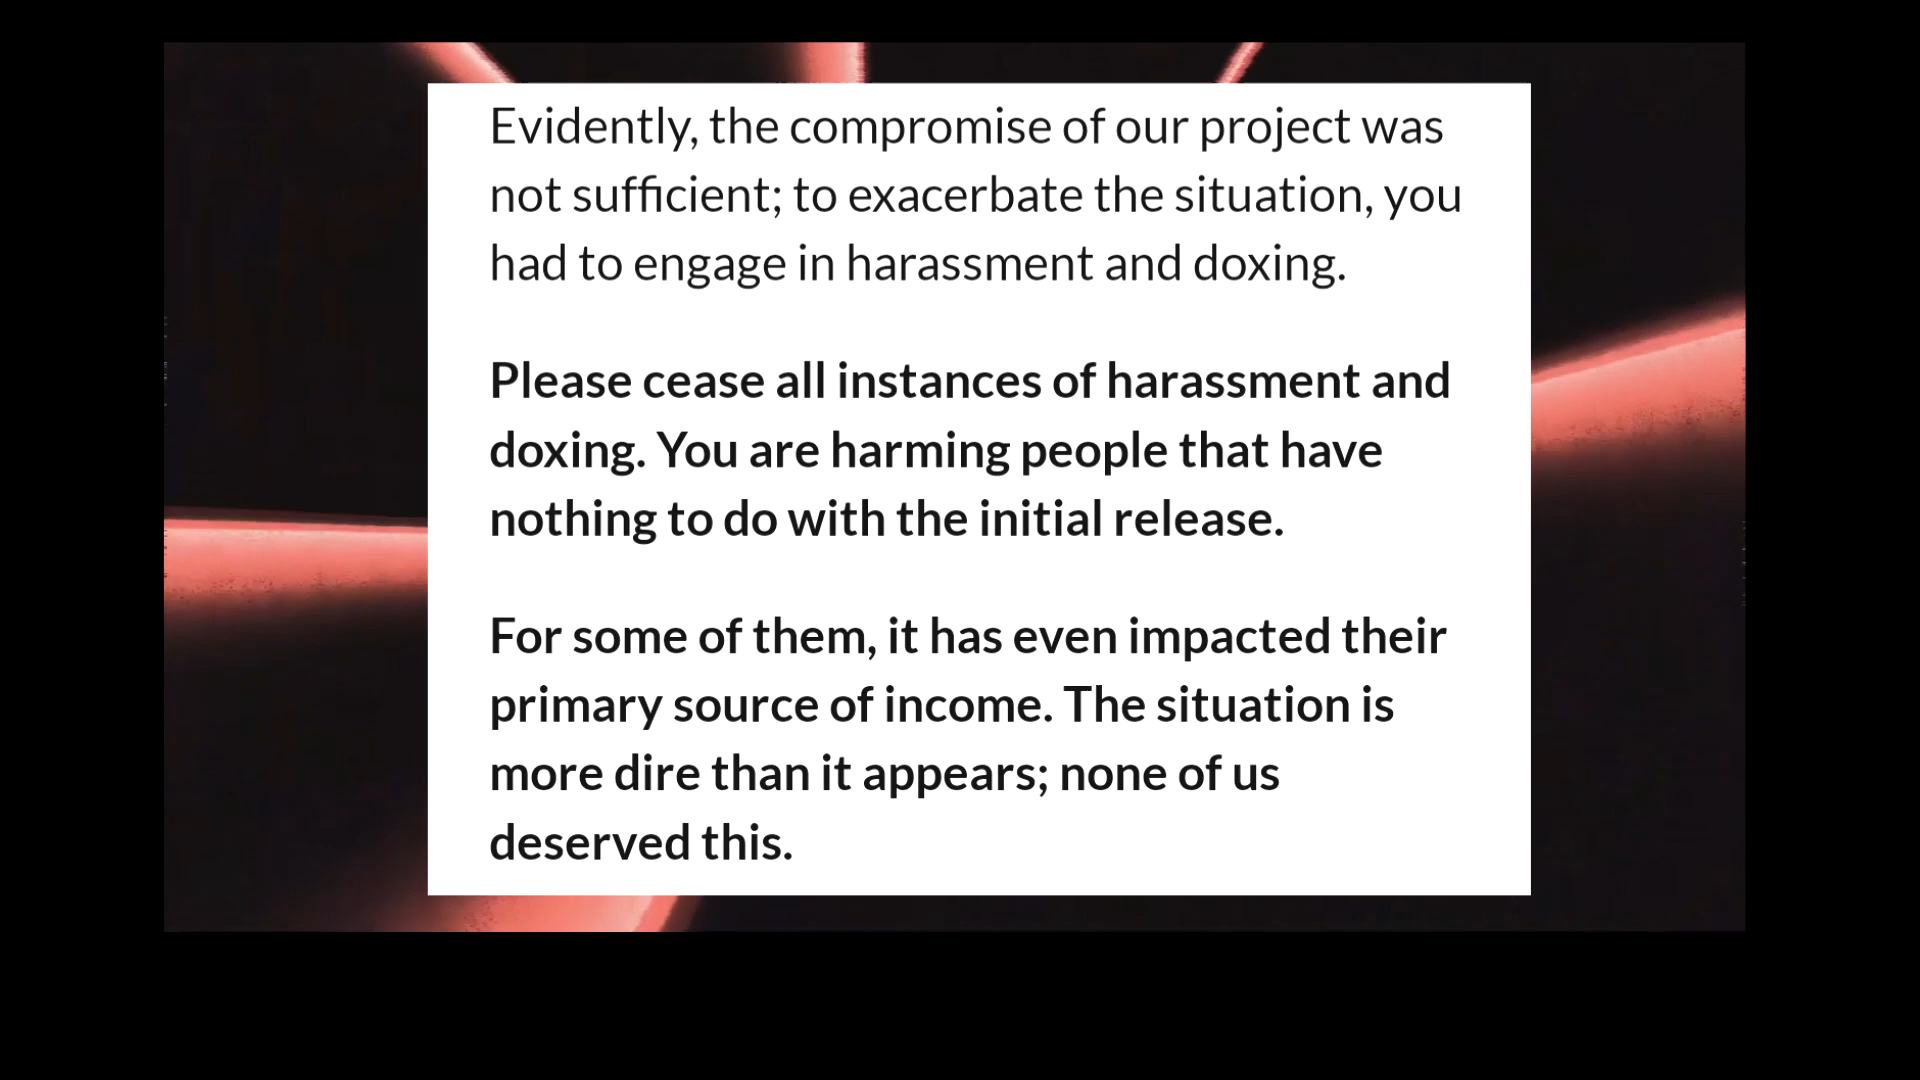 Evidently, the compromise of our project was
not sufficient; to exacerbate the situation, you
had to engage in harassment and doxing.
Please cease all instances of harassment and
doxing. You are harming people that have
nothing to do with the initial release.
For some of them, it has even impacted their
primary source of income. The situation is
more dire than it appears; none of us
deserved this.